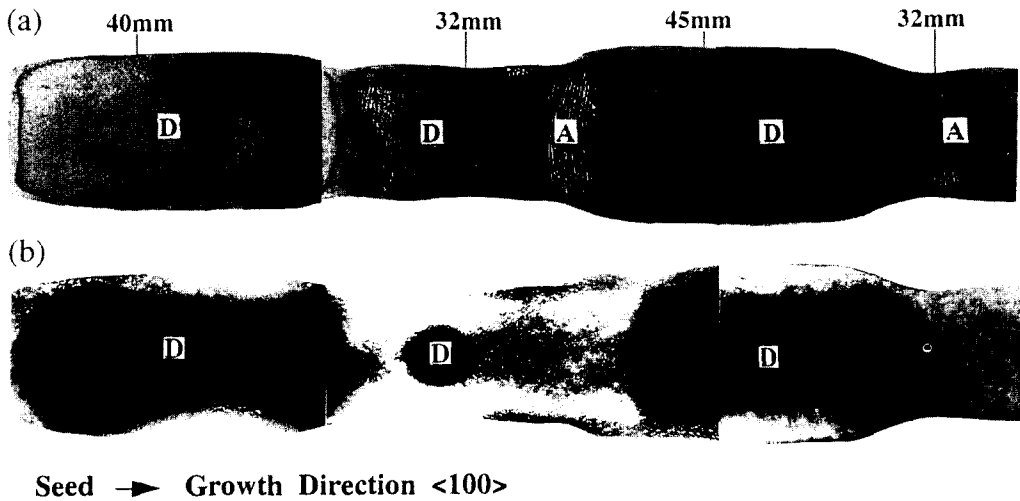 (a)
40mm 32mm 45mm 32mm
D D A D A
(b)
D D D
Seed → Growth Direction <100>